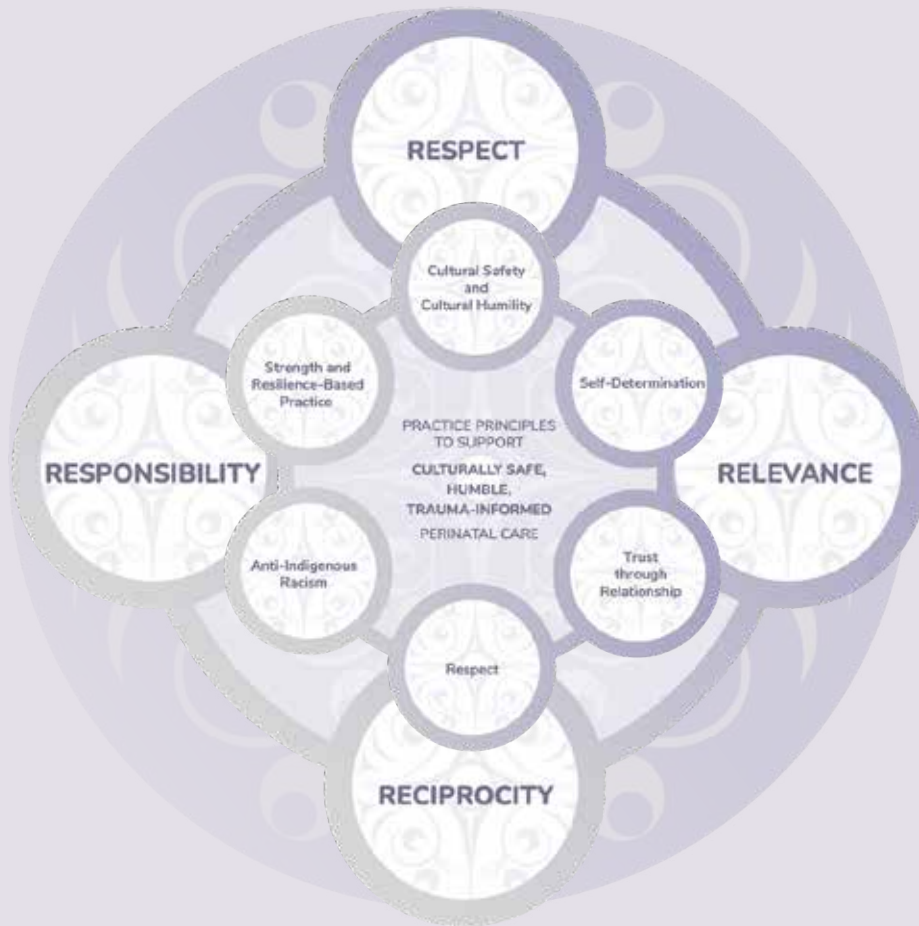 RESPECT
Cultural Safety
and
Cultural Humility
Strength and
Resilience-Based
Practice
Self-Determination
PRACTICE PRINCIPLES
TO SUPPORT
CULTURALLY SAFE,
HUMBLE,
TRAUMA-INFORMED
PERINATAL CARE
RESPONSIBILITY
RELEVANCE
Anti-Indigenous
Racism
Trust
through
Relationship
Respect
RECIPROCITY